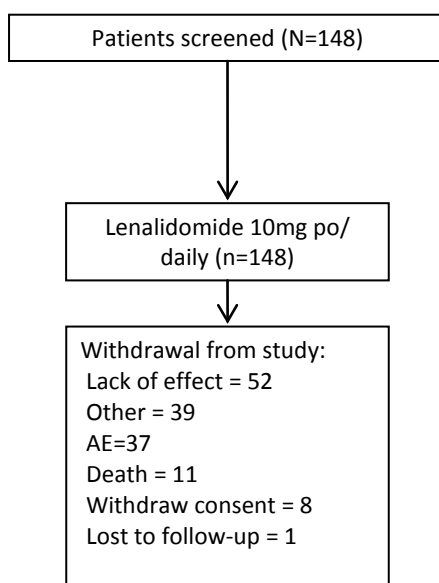 Patients screened (N=148)
Lenalidomide 10mg po/
daily (n=148)
Withdrawal from study:
Lack of effect = 52
Other = 39
AE=37
Death = 11
Withdraw consent = 8
Lost to follow-up = 1